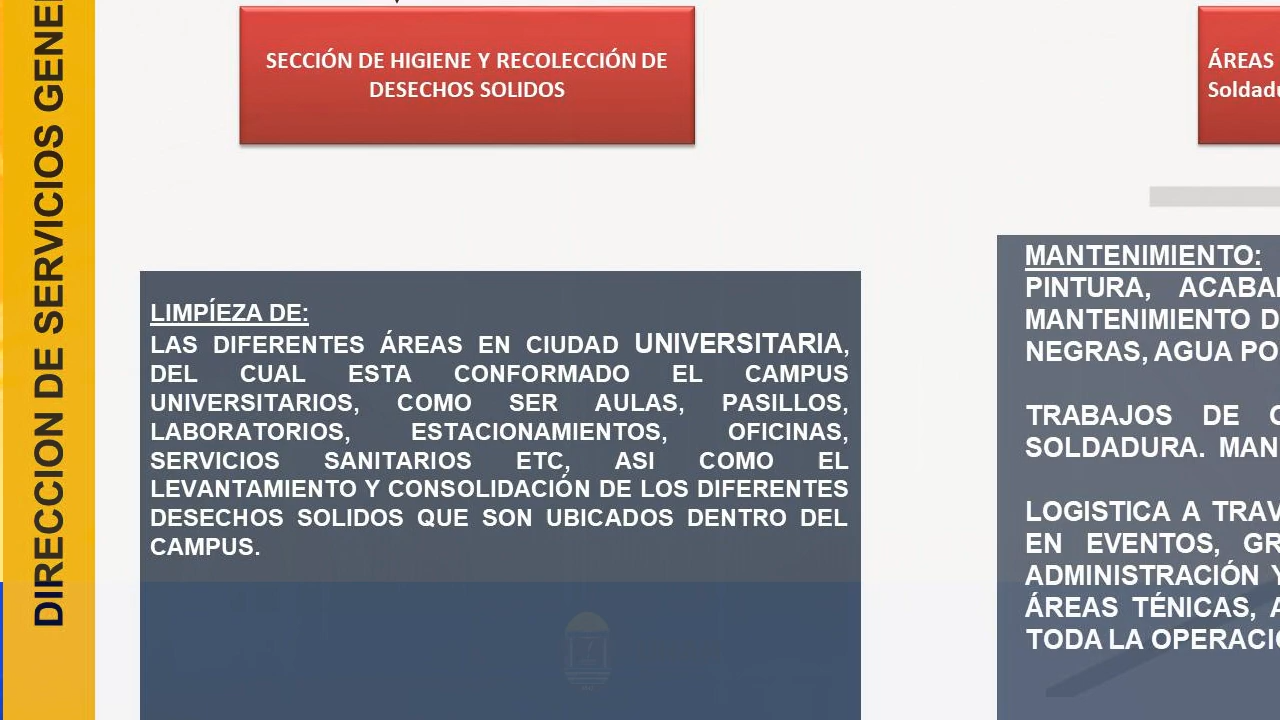 DIRECCION DE SERVICIOS
SECCIÓN DE HIGIENE Y RECOLECCIÓN DE
DESECHOS SOLIDOS
LIMPÍEZA DE:
LAS DIFERENTES ÁREAS EN CIUDAD UNIVERSITARIA,
DEL CUAL ESTA CONFORMADO EL CAMPUS
UNIVERSITARIOS, COMO SER AULAS, PASILLOS,
LABORATORIOS, ESTACIONAMIENTOS, OFICINAS,
SERVICIOS SANITARIOS ETC, ASI COMO EL
LEVANTAMIENTO Y CONSOLIDACIÓN DE LOS DIFERENTES
DESECHOS SOLIDOS QUE SON UBICADOS DENTRO DEL
CAMPUS.
ÁREAS
MANTENIMIENTO:
PINTURA,
MANTENIMIENTO
NEGRAS, AGUA
TRABAJOS DE
SOLDADURA.
LOGISTICA A
EN EVENTOS,
ADMINISTRACIÓN
ÁREAS TÉNICAS,
TODA LA